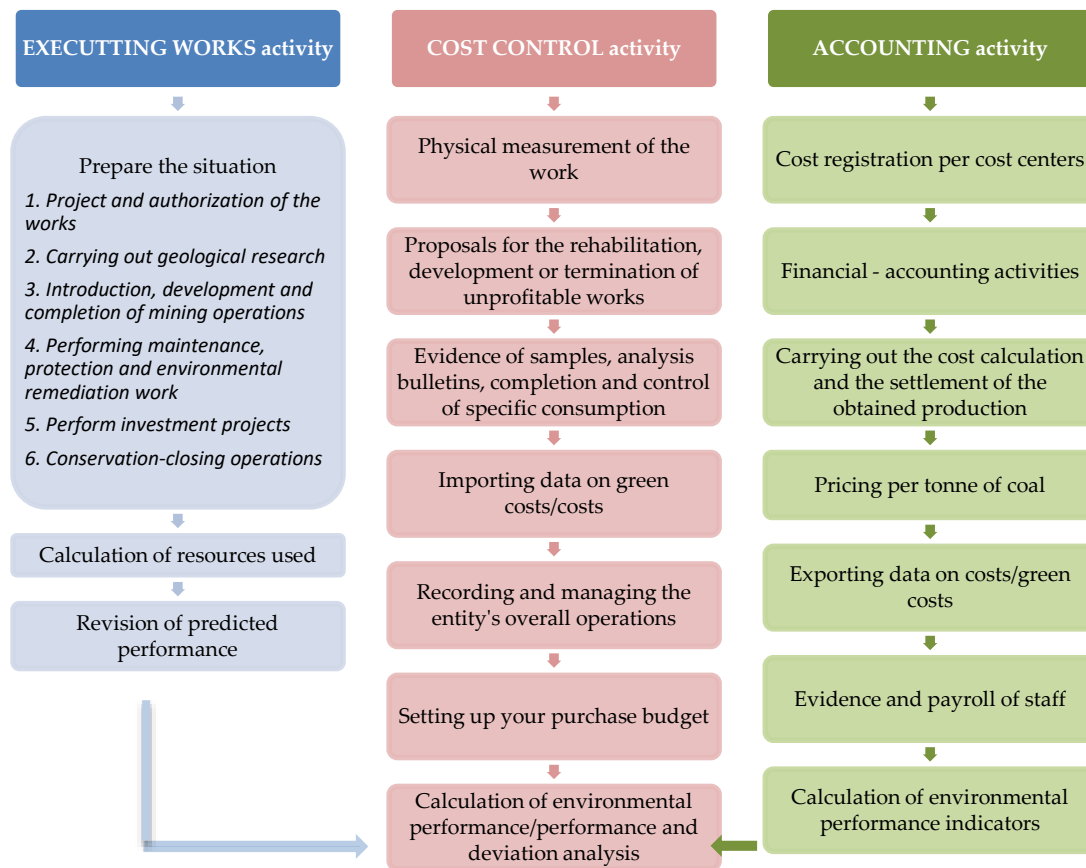 EXECUTTING WORKS activity
Prepare the situation
1. Project and authorization of the
works
2. Carrying out geological research
3. Introduction, development and
completion of mining operations
4. Performing maintenance,
protection and environmental
remediation work
5. Perform investment projects
6. Conservation-closing operations
Calculation of resources used
Revision of predicted
performance
COST CONTROL activity
Physical measurement of the
work
Proposals for the rehabilitation,
development or termination of
unprofitable works
Evidence of samples, analysis
bulletins, completion and control
of specific consumption
Importing data on green
costs/costs
Recording and managing the
entity's overall operations
Setting up your purchase budget
Calculation of environmental
performance/performance and
deviation analysis
ACCOUNTING activity
Cost registration per cost centers
Financial - accounting activities
Carrying out the cost calculation
and the settlement of the
obtained production
Pricing per tonne of coal
Exporting data on costs/green
costs
Evidence and payroll of staff
Calculation of environmental
performance indicators